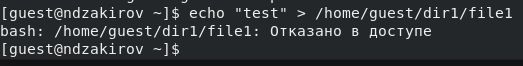 [guest@ndzakirov ~]$ echo "test" > /home/guest/dir1/file1
bash: /home/guest/dir1/file1: Отказано в доступе
[guest@ndzakirov ~]$